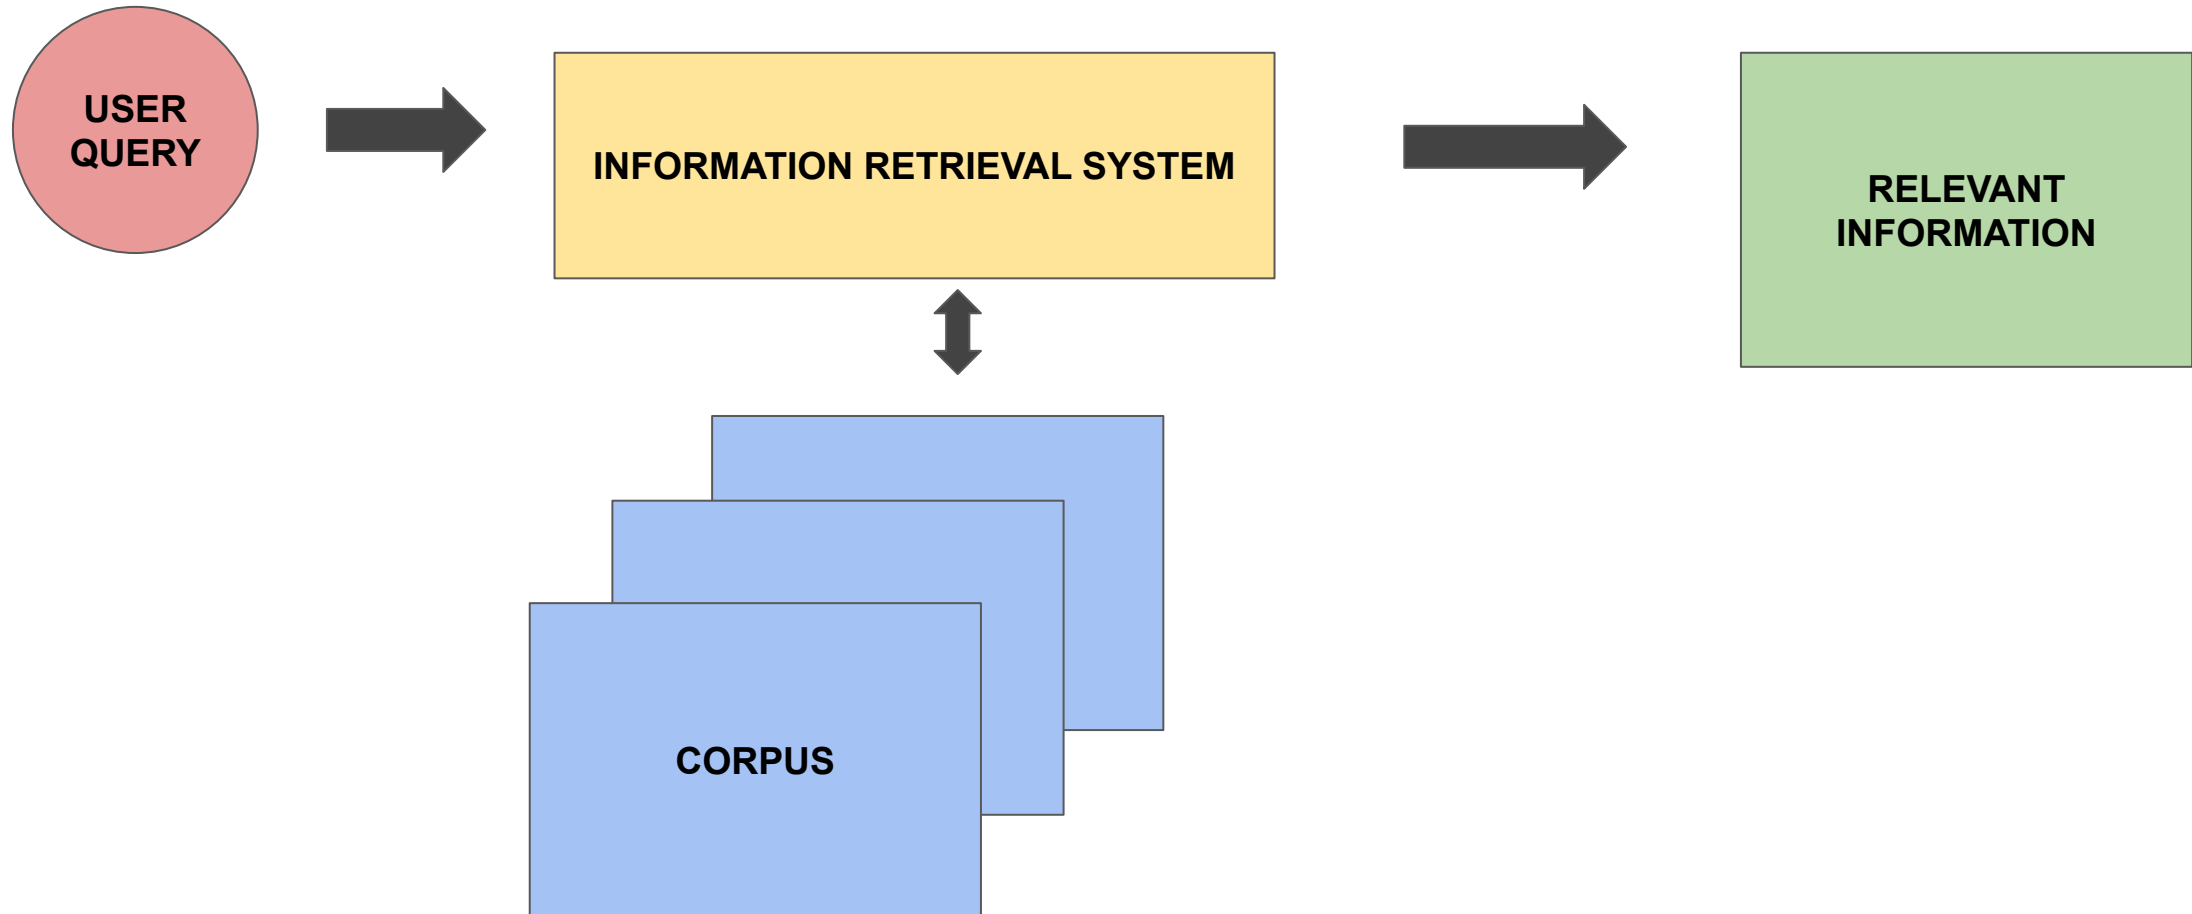 USER
QUERY
INFORMATION RETRIEVAL SYSTEM
RELEVANT
INFORMATION
CORPUS